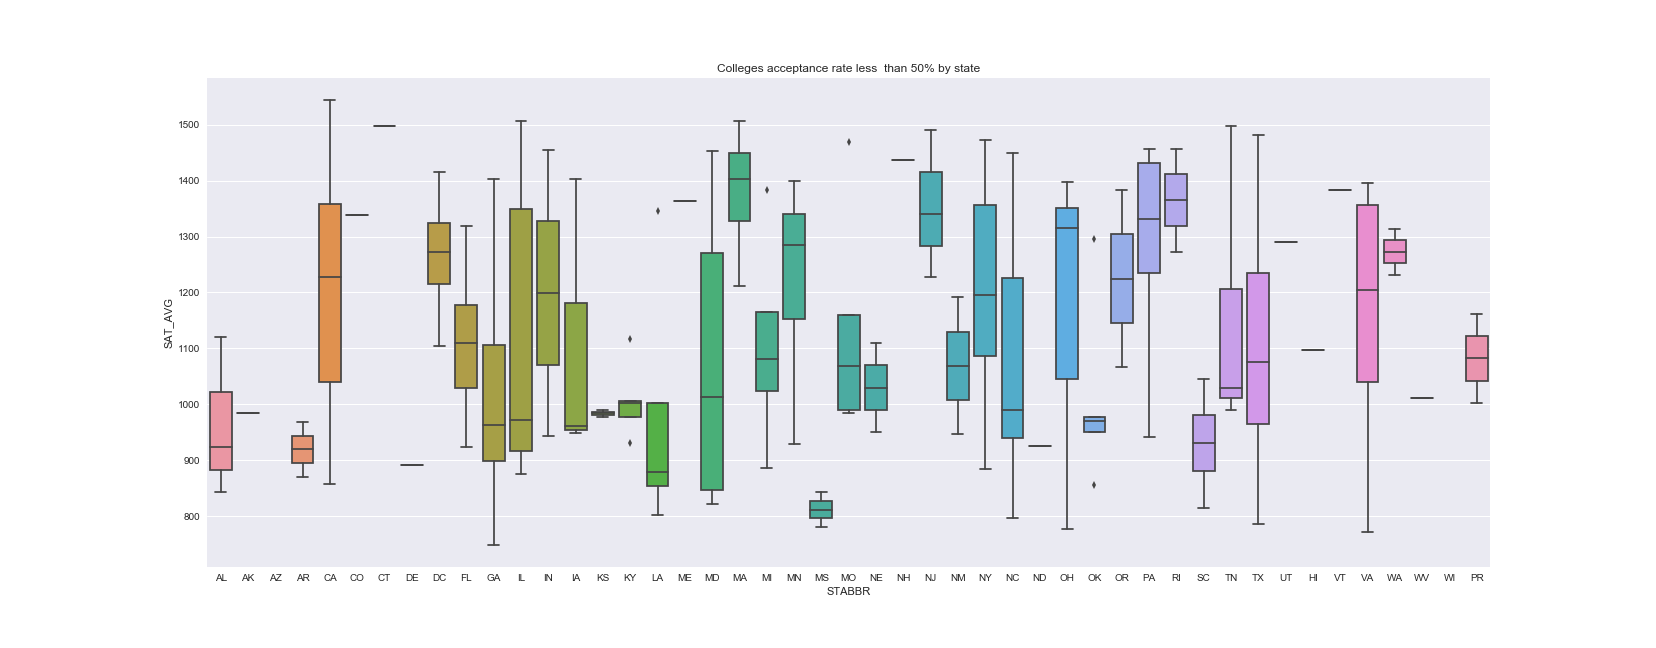 Colleges acceptance rate less  than 50% by state
1500
1400
1300
1200
1100
1000
900
800
SAT_AVG
AL AK AZ AR CA CO CT DE DC FL GA IL IN IA KS KY LA ME MD MA MI MN MS MO NE NH NJ NM NY NC ND OH OK OR PA RI SC TN TX UT HI VT VA WA WV WI PR
STABBR